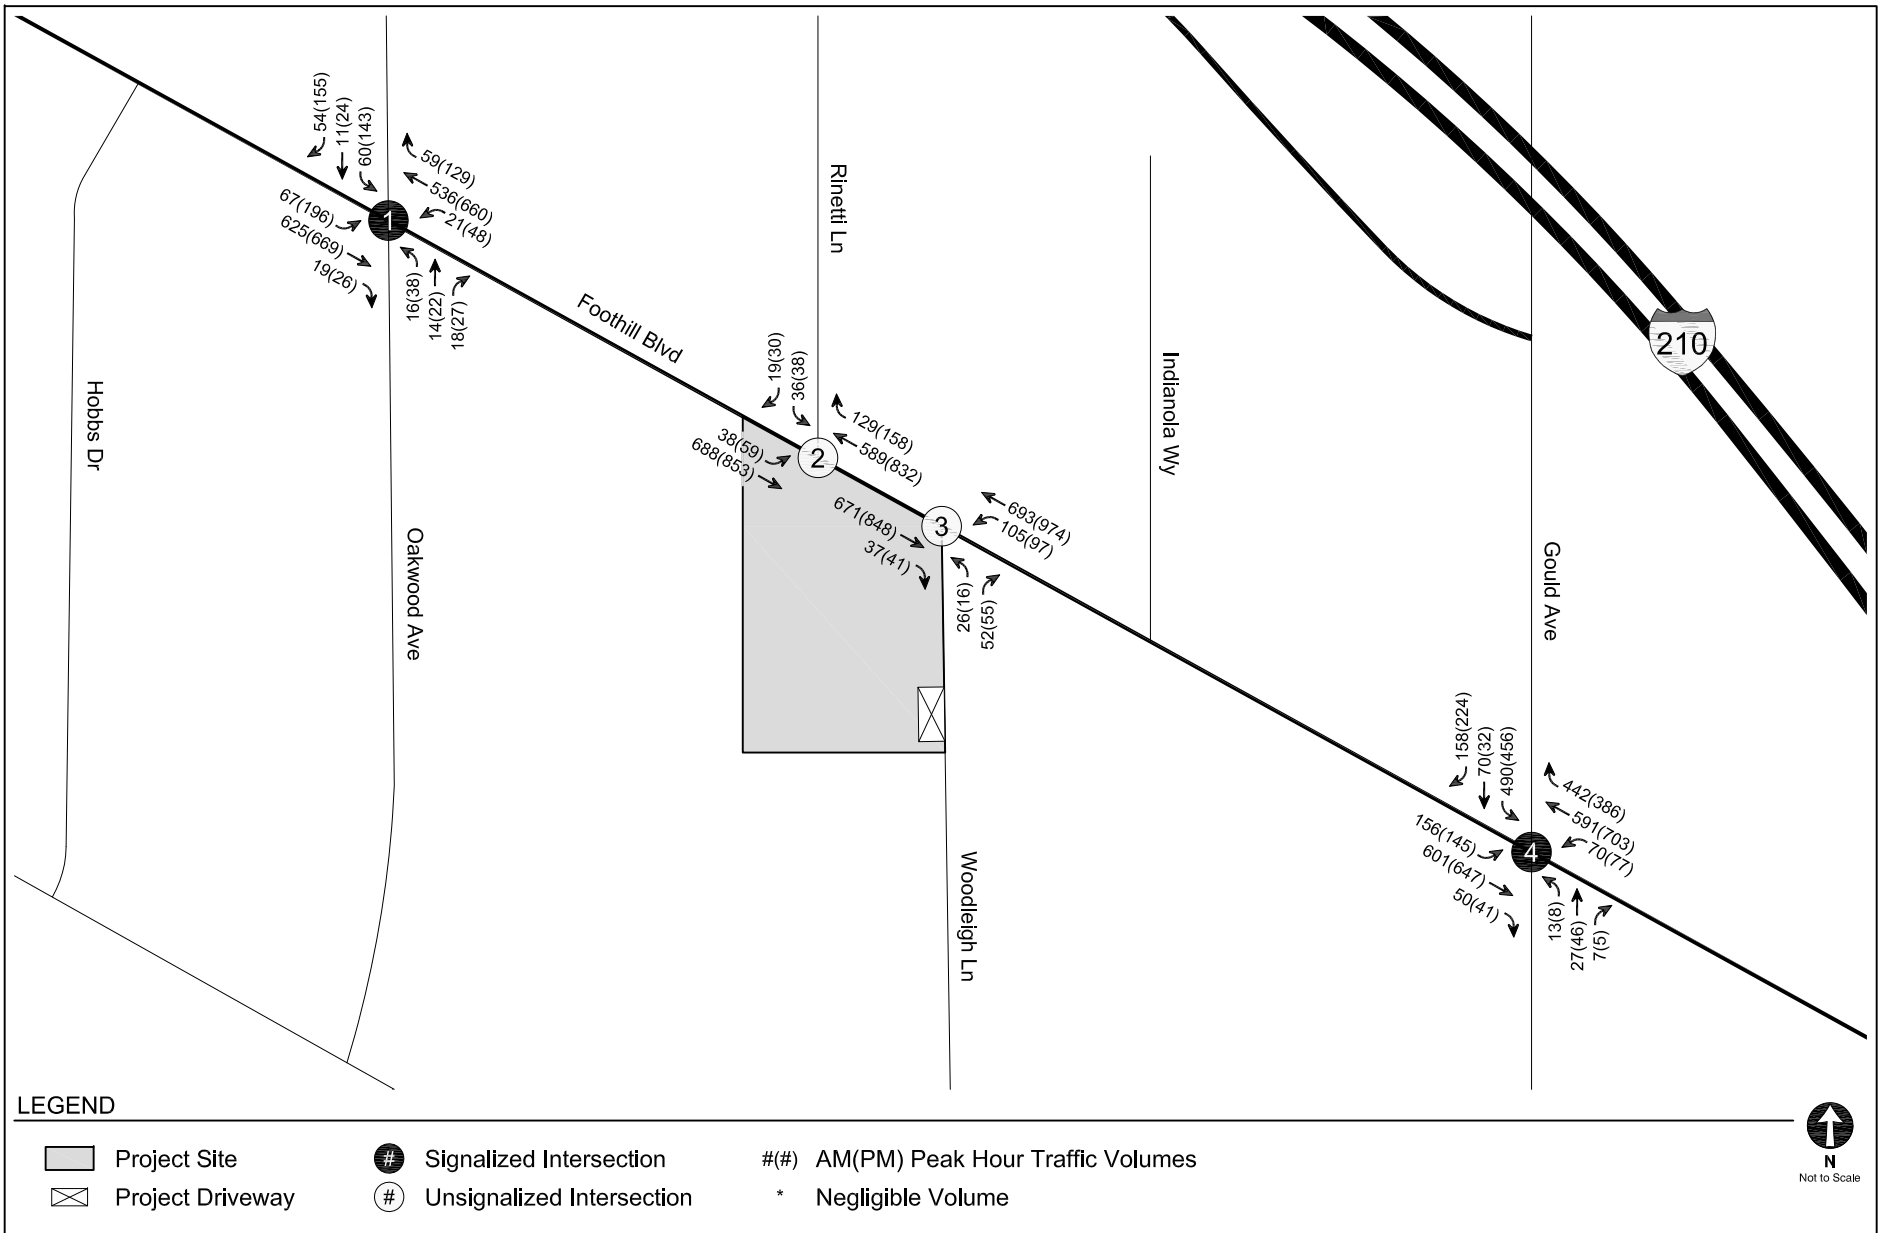 54(155)
11(24)
60(143)
59(129)
536(660)
21(48)
67(196)
625(669)
19(26)
1
16(38)
14(22)
18(27)
Rinetti Ln
Foothill Blvd
210
Hobbs Dr
Oakwood Ave
19(30)
36(38)
129(158)
589(832)
38(59)
688(853)
2
Indianola Wy
671(848)
37(41)
3
693(974)
105(97)
26(16)
52(55)
Gould Ave
Woodleigh Ln
158(224)
70(32)
490(456)
442(386)
591(703)
70(77)
156(145)
601(647)
50(41)
4
13(8)
27(46)
7(5)
LEGEND
Project Site
# Signalized Intersection
#(#) AM(PM) Peak Hour Traffic Volumes
Project Driveway
# Unsignalized Intersection
* Negligible Volume
N
Not to Scale